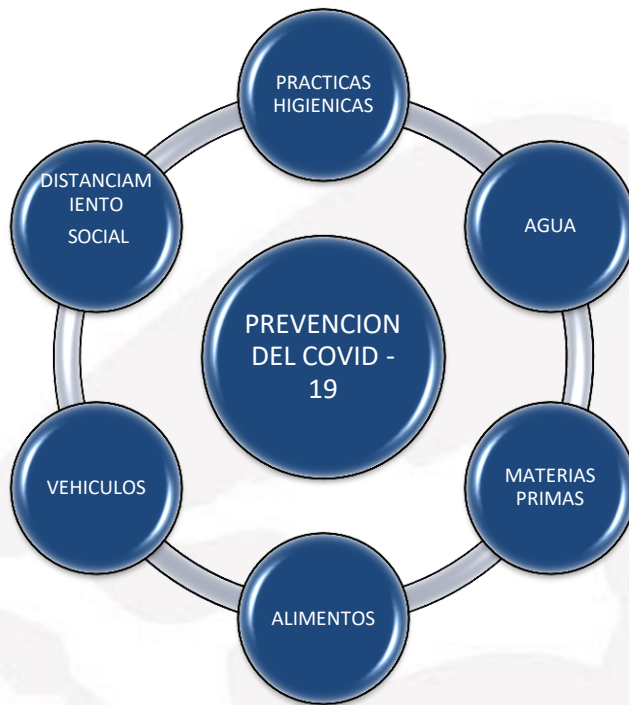 PRACTICAS
HIGIENICAS
DISTANCIAM
IENTO
SOCIAL
AGUA
PREVENCION
DEL COVID -
19
VEHICULOS
MATERIAS
PRIMAS
ALIMENTOS